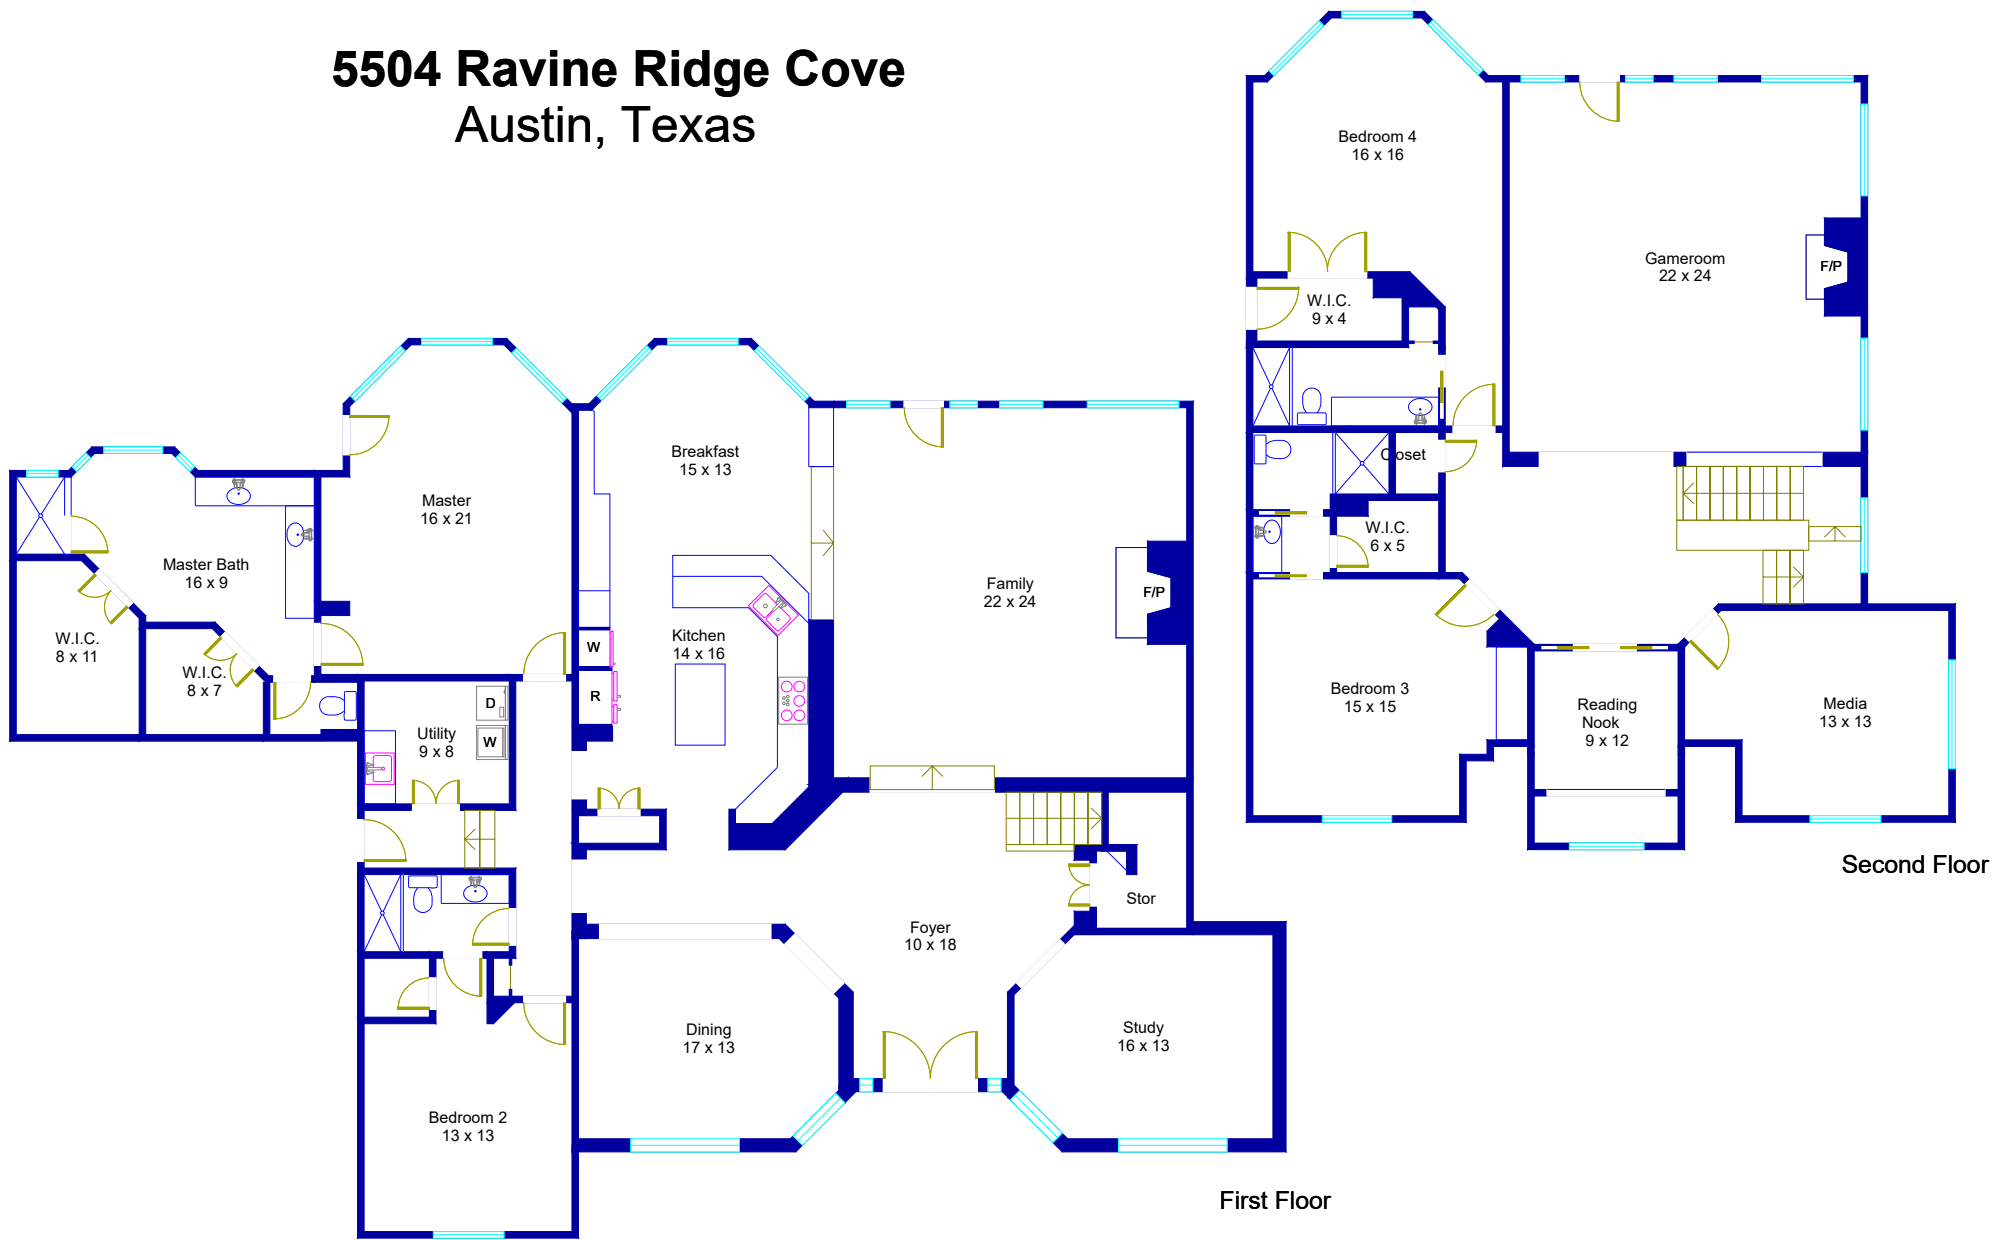 5504 Ravine Ridge Cove
Austin, Texas
Bedroom 4
16 x 16
Gameroom
22 x 24
F/P
W.I.C.
9 x 4
Closet
W.I.C.
6 x 5
Bedroom 3
15 x 15
Reading
Nook
9 x 12
Media
13 x 13
Second Floor
Breakfast
15 x 13
Master
16 x 21
Master Bath
16 x 9
W.I.C.
8 x 11
W.I.C.
8 x 7
Family
22 x 24
F/P
Kitchen
14 x 16
W
R
D
W
Utility
9 x 8
Stor
Foyer
10 x 18
Dining
17 x 13
Study
16 x 13
Bedroom 2
13 x 13
First Floor